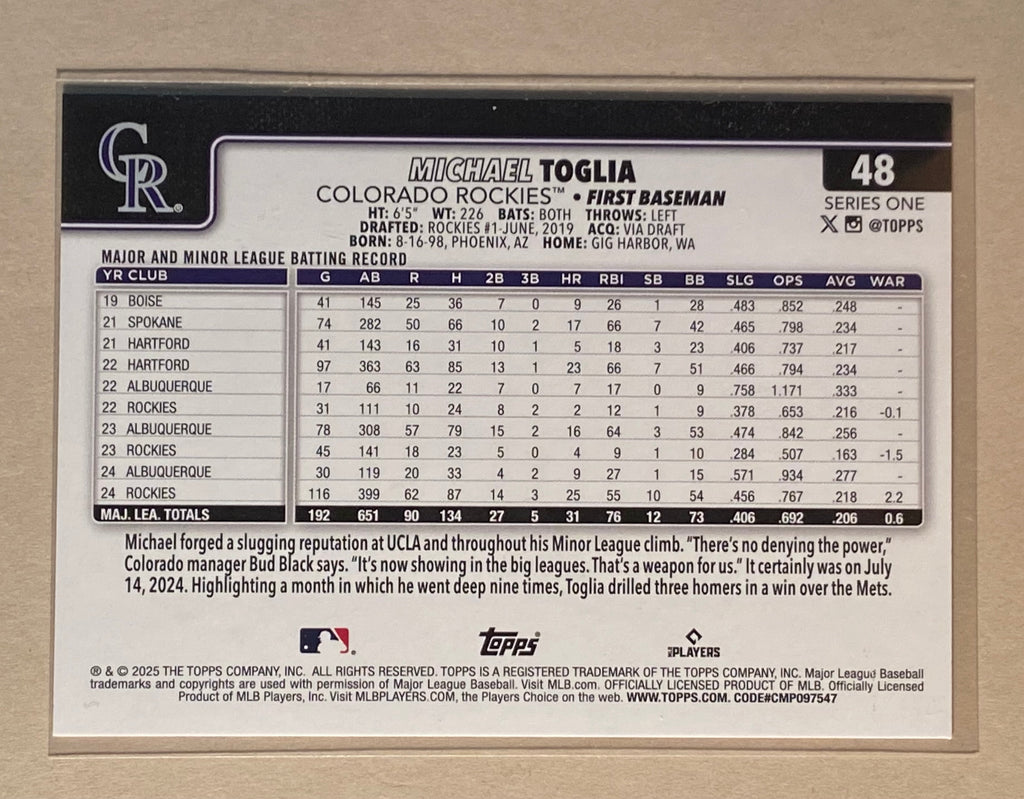 CR®
MICHAEL TOGLIA
48
COLORADO ROCKIES™ • FIRST BASEMAN
SERIES ONE
HT: 6'5" WT: 226 BATS: BOTH THROWS: LEFT
@TOPPS
DRAFTED: ROCKIES #1-JUNE, 2019 ACQ: VIA DRAFT
BORN: 8-16-98, PHOENIX, AZ HOME: GIG HARBOR, WA
MAJOR AND MINOR LEAGUE BATTING RECORD
YR CLUB G AB R H 2B 3B HR RBI SB BB SLG OPS AVG WAR
19 BOISE 41 145 25 36 7 0 9 26 1 28 .483 .852 .248 -
21 SPOKANE 74 282 50 66 10 2 17 66 7 42 .465 .798 .234 -
21 HARTFORD 41 143 16 31 10 1 5 18 3 23 .406 .737 .217 -
22 HARTFORD 97 363 63 85 13 1 23 66 7 51 .466 .794 .234 -
22 ALBUQUERQUE 17 66 11 22 7 0 7 17 0 9 .758 1.171 .333 -
22 ROCKIES 31 111 10 24 8 2 2 12 1 9 .378 .653 .216 -0.1
23 ALBUQUERQUE 78 308 57 79 15 2 16 64 3 53 .474 .842 .256 -
23 ROCKIES 45 141 18 23 5 0 4 9 1 10 .284 .507 .163 -1.5
24 ALBUQUERQUE 30 119 20 33 4 2 9 27 1 15 .571 .934 .277 -
24 ROCKIES 116 399 62 87 14 3 25 55 10 54 .456 .767 .218 2.2
MAJ. LEA. TOTALS 192 651 90 134 27 5 31 76 12 73 .406 .692 .206 0.6
Michael forged a slugging reputation at UCLA and throughout his Minor League climb. "There's no denying the power,"
Colorado manager Bud Black says. "It's now showing in the big leagues. That's a weapon for us." It certainly was on July
14, 2024. Highlighting a month in which he went deep nine times, Toglia drilled three homers in a win over the Mets.
Topps® MLB PLAYERS
® & © 2025 THE TOPPS COMPANY, INC. ALL RIGHTS RESERVED. TOPPS IS A REGISTERED TRADEMARK OF THE TOPPS COMPANY, INC. Major League Baseball
trademarks and copyrights are used with permission of Major League Baseball. Visit MLB.com. OFFICIALLY LICENSED PRODUCT OF MLB. Officially Licensed
Product of MLB Players, Inc. Visit MLBPLAYERS.COM, the Players Choice on the web. WWW.TOPPS.COM. CODE#CMP097547